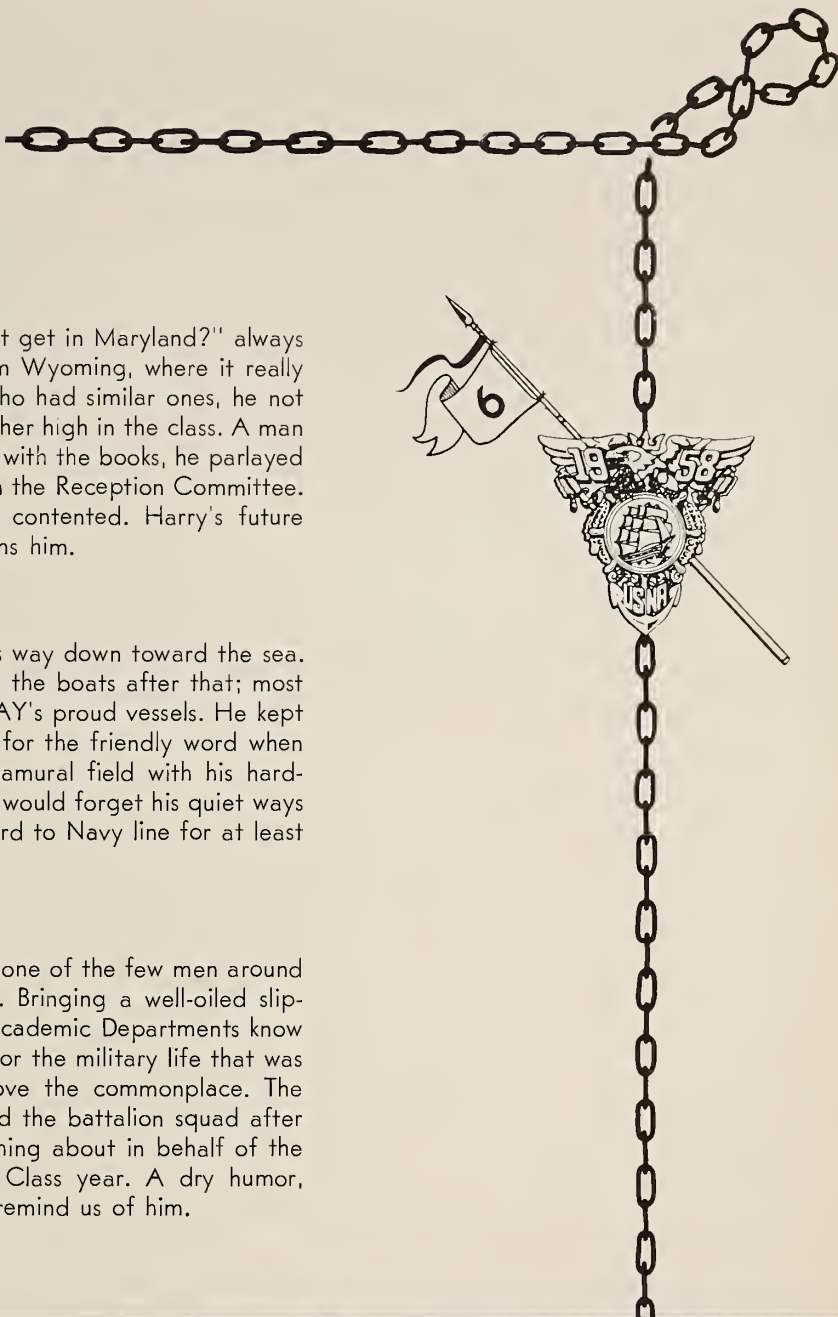 t get in Maryland?" always
n Wyoming, where it really
ho had similar ones, he not
her high in the class. A man
with the books, he parlayed
the Reception Committee.
contented. Harry's future
ns him.
6
19 58
USNA
s way down toward the sea.
the boats after that; most
AY's proud vessels. He kept
for the friendly word when
amural field with his hard-
would forget his quiet ways
rd to Navy line for at least
one of the few men around
. Bringing a well-oiled slip-
cademic Departments know
or the military life that was
ove the commonplace. The
d the battalion squad after
ning about in behalf of the
Class year. A dry humor,
remind us of him.